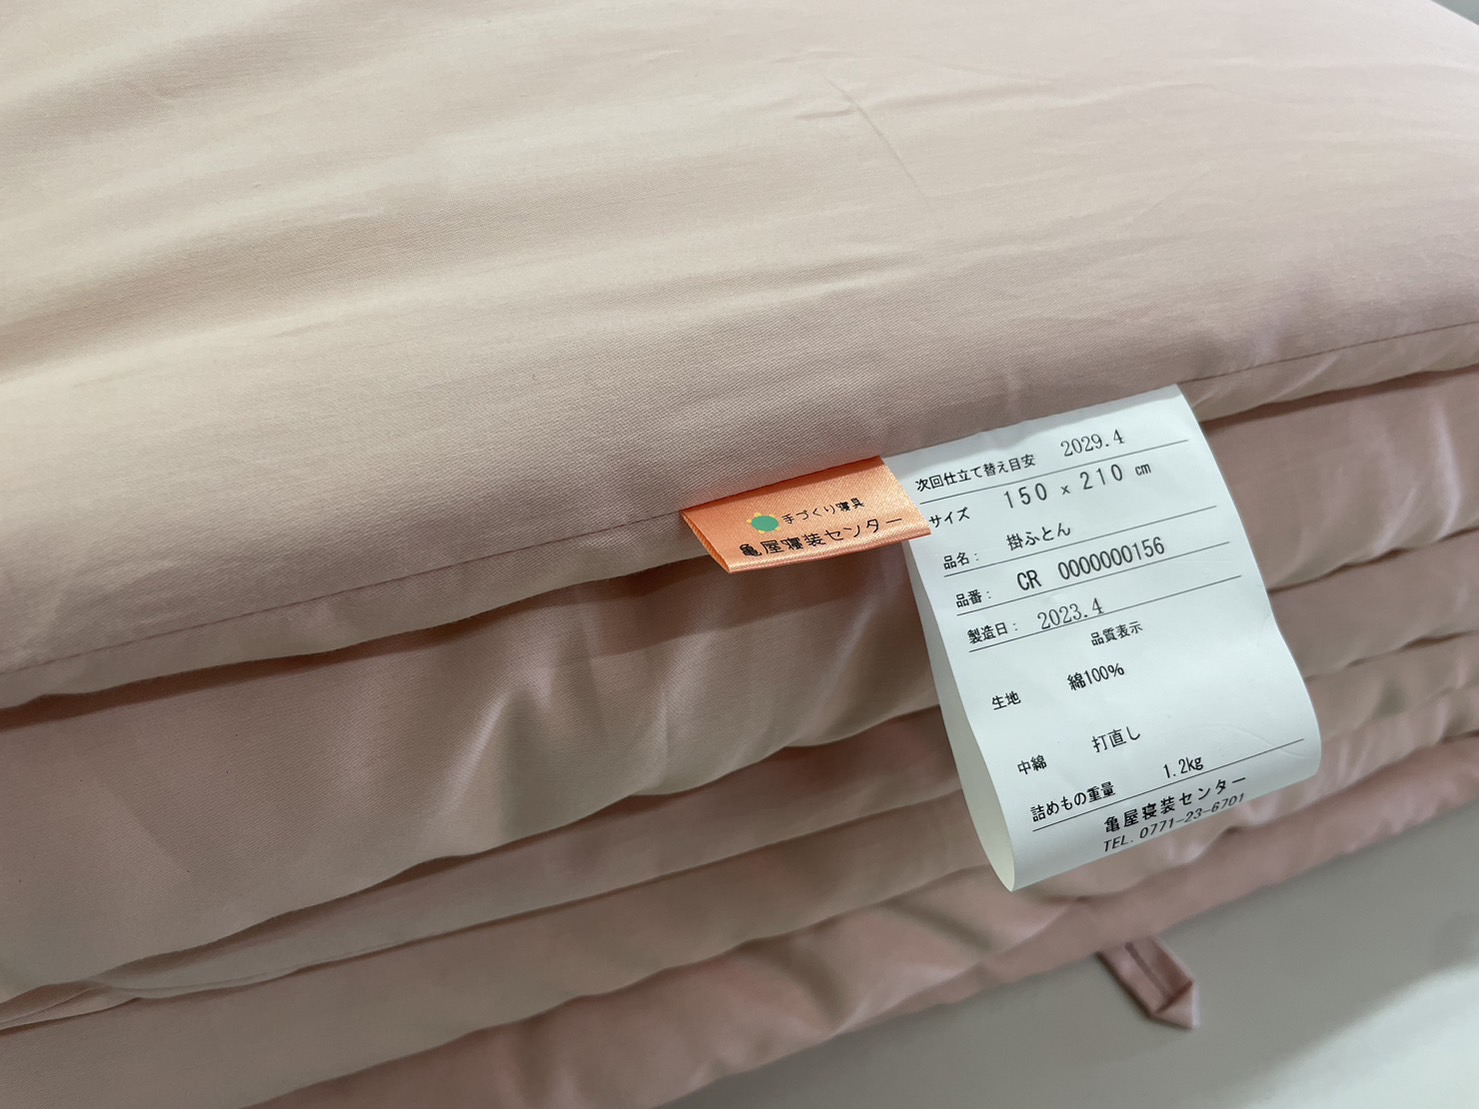 手づくり寝具
亀屋寝装センター
次回仕立て替え目安 2029.4
サイズ 150 × 210 cm
品名： 掛ふとん
品番： CR 0000000156
製造日： 2023.4
品質表示
生地 綿100%
中綿 打直し
詰めもの重量 1.2kg
亀屋寝装センター
TEL. 0771-23-6701